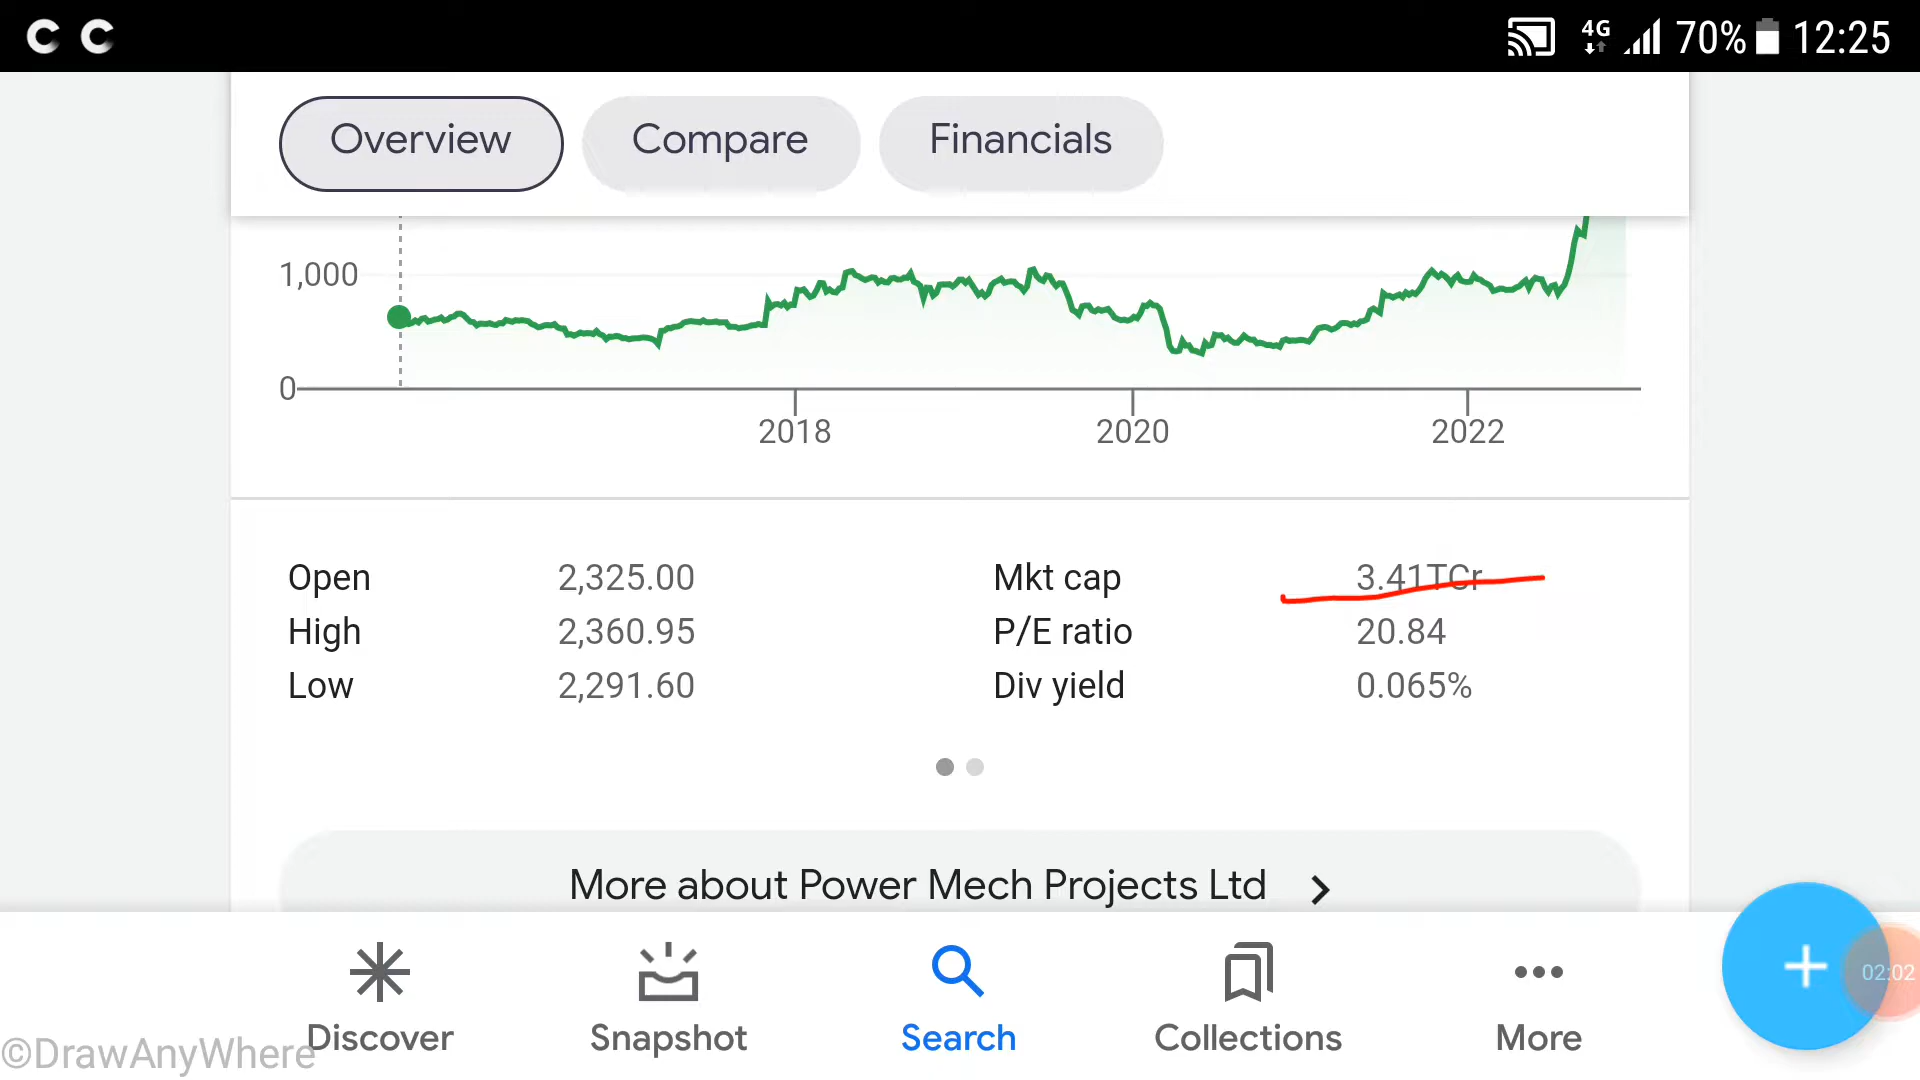 4G 70% 12:25
Overview Compare Financials
1,000
0
2018 2020 2022
Open 2,325.00 Mkt cap 3.41TCr
High 2,360.95 P/E ratio 20.84
Low 2,291.60 Div yield 0.065%
More about Power Mech Projects Ltd
02:02
Discover Snapshot Search Collections More
©DrawAnyWhere